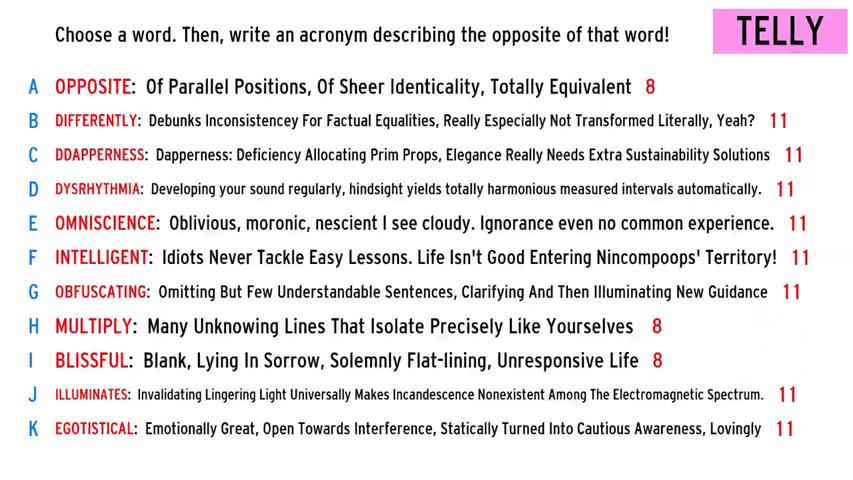 Choose a word. Then, write an acronym describing the opposite of that word!
TELLY
A OPPOSITE: Of Parallel Positions, Of Sheer Identicality, Totally Equivalent 8
B DIFFERENTLY: Debunks Inconsistencey For Factual Equalities, Really Especially Not Transformed Literally, Yeah? 11
C DDAPPERNESS: Dapperness: Deficiency Allocating Prim Props, Elegance Really Needs Extra Sustainability Solutions 11
D DYSRHYTHMIA: Developing your sound regularly, hindsight yields totally harmonious measured intervals automatically. 11
E OMNISCIENCE: Oblivious, moronic, nescient I see cloudy. Ignorance even no common experience. 11
F INTELLIGENT: Idiots Never Tackle Easy Lessons. Life Isn't Good Entering Nincompoops' Territory! 11
G OBFUSCATING: Omitting But Few Understandable Sentences, Clarifying And Then Illuminating New Guidance 11
H MULTIPLY: Many Unknowing Lines That Isolate Precisely Like Yourselves 8
I BLISSFUL: Blank, Lying In Sorrow, Solemnly Flat-lining, Unresponsive Life 8
J ILLUMINATES: Invalidating Lingering Light Universally Makes Incandescence Nonexistent Among The Electromagnetic Spectrum. 11
K EGOTISTICAL: Emotionally Great, Open Towards Interference, Statically Turned Into Cautious Awareness, Lovingly 11